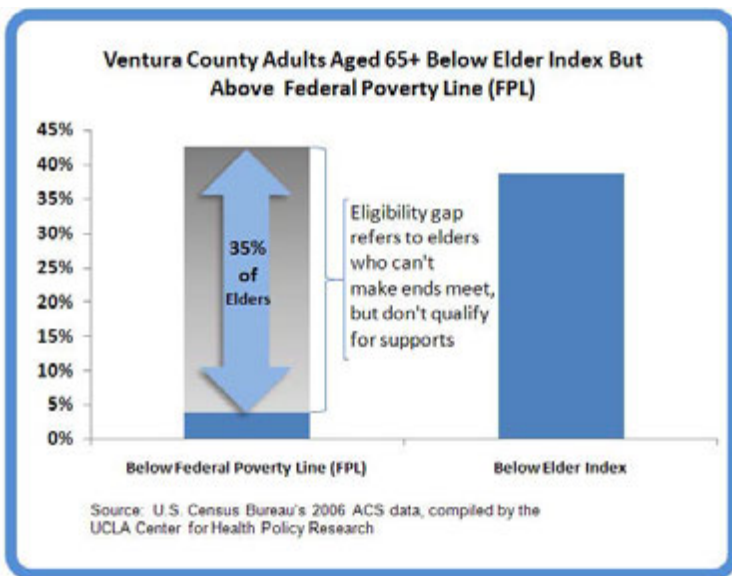 Ventura County Adults Aged 65+ Below Elder Index But
Above Federal Poverty Line (FPL)
45%
40%
35%
30%
25%
20%
15%
10%
5%
0%
35%
of
Elders
Eligibility gap
refers to elders
who can't
make ends meet,
but don't qualify
for supports
Below Federal Poverty Line (FPL)
Below Elder Index
Source: U.S. Census Bureau's 2006 ACS data, compiled by the
UCLA Center for Health Policy Research